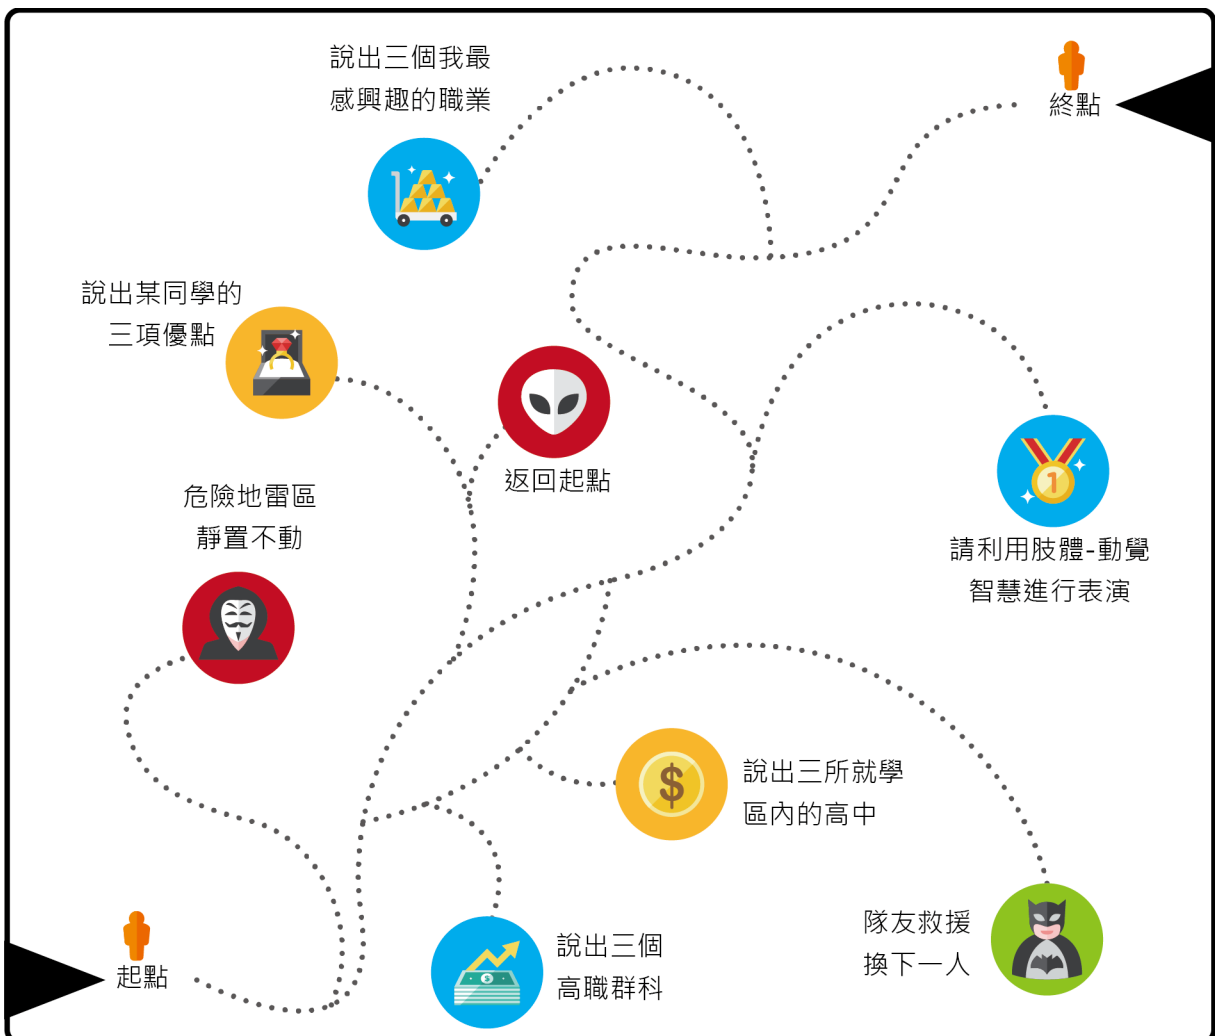 說出三個我最
感興趣的職業
終點
說出某同學的
三項優點
返回起點
危險地雷區
靜置不動
請利用肢體-動覺
智慧進行表演
說出三所就學
區內的高中
隊友救援
換下一人
說出三個
高職群科
起點